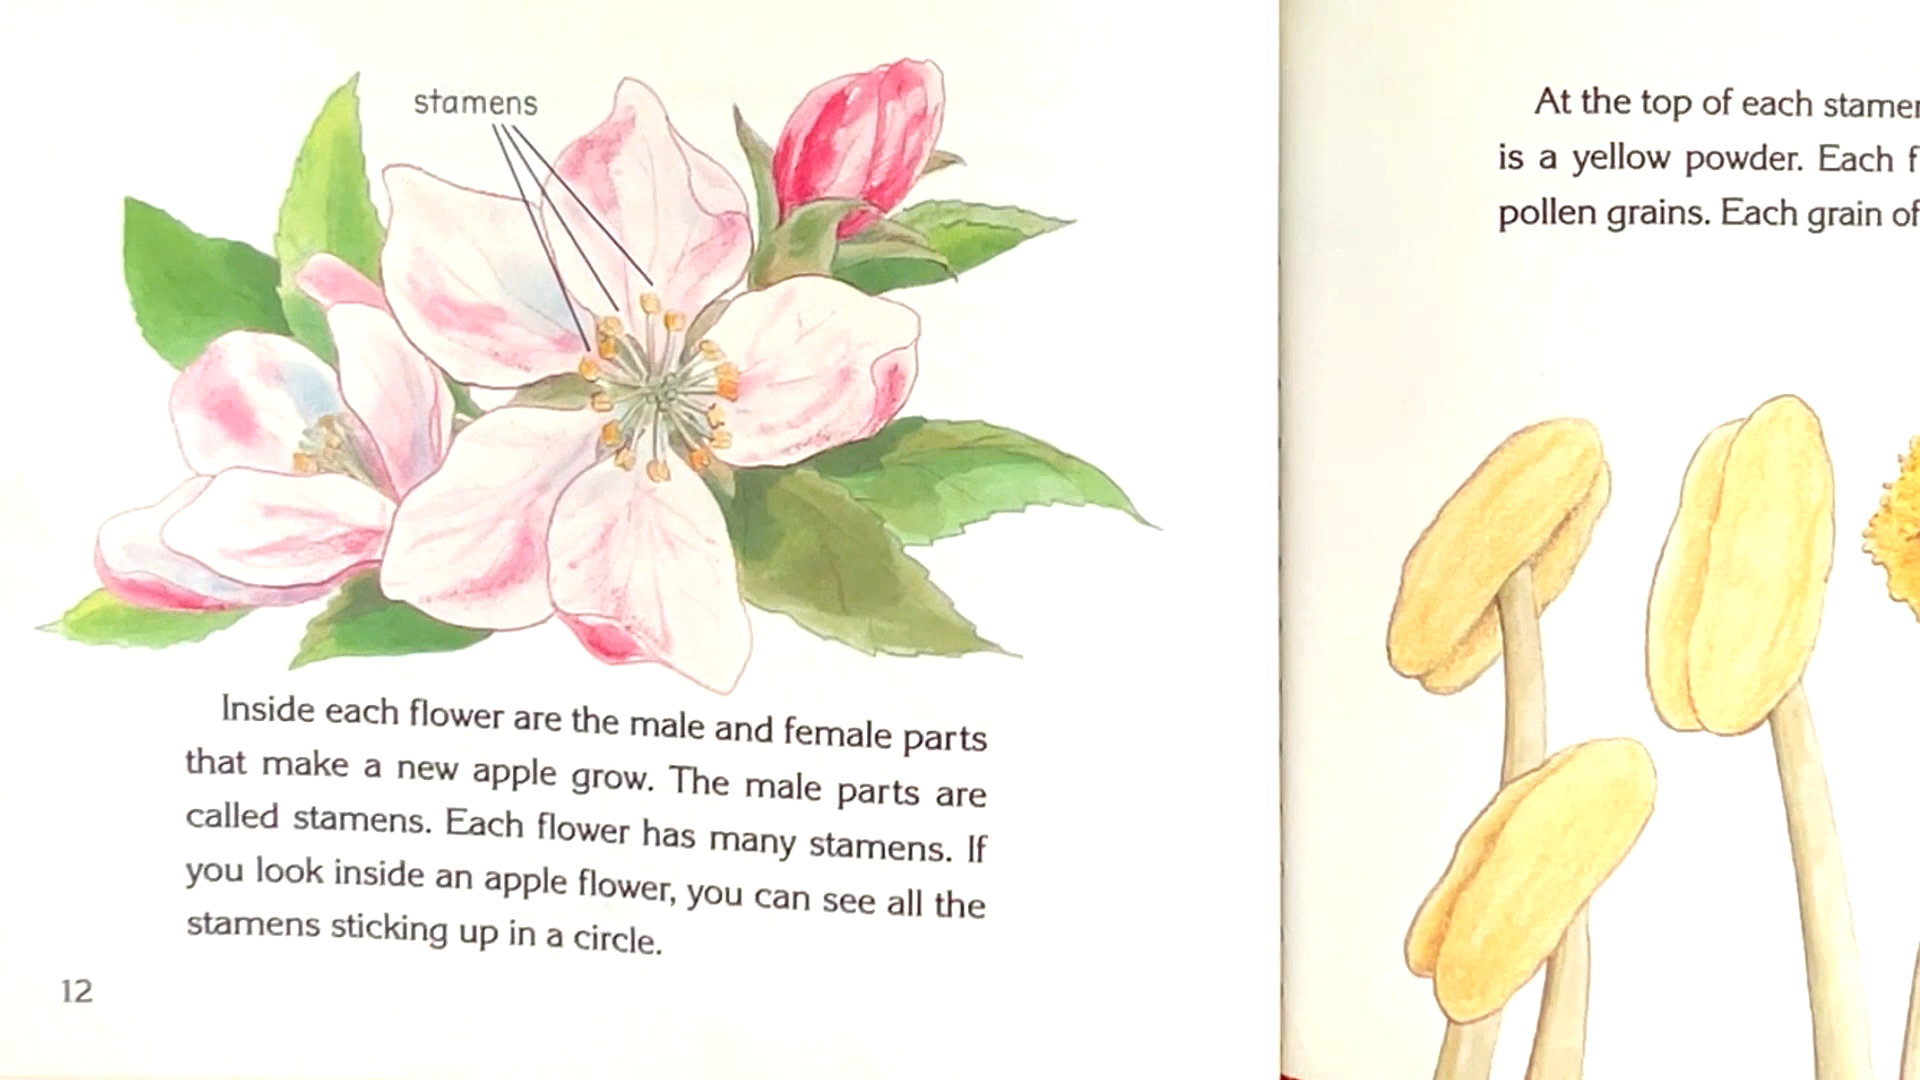 stamens
Inside each flower are the male and female parts
that make a new apple grow. The male parts are
called stamens. Each flower has many stamens. If
you look inside an apple flower, you can see all the
stamens sticking up in a circle.
12
At the top of each
is a yellow powder. Each
pollen grains. Each grain of